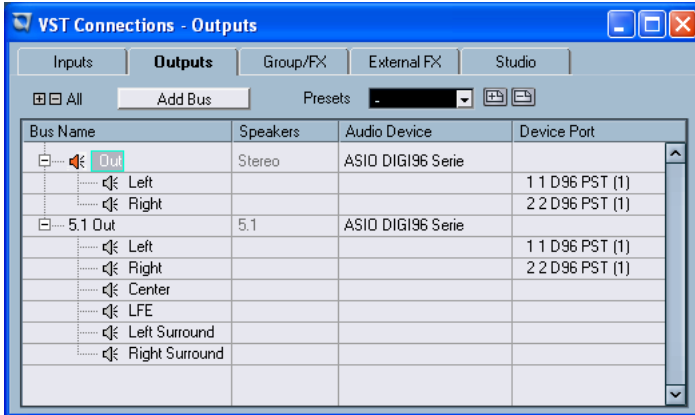 VST Connections - Outputs
Inputs Outputs Group/FX External FX Studio
All Add Bus Presets -
Bus Name Speakers Audio Device Device Port
Out Stereo ASIO DIGI96 Serie
Left 1 1 D96 PST (1)
Right 2 2 D96 PST (1)
5.1 Out 5.1 ASIO DIGI96 Serie
Left 1 1 D96 PST (1)
Right 2 2 D96 PST (1)
Center
LFE
Left Surround
Right Surround